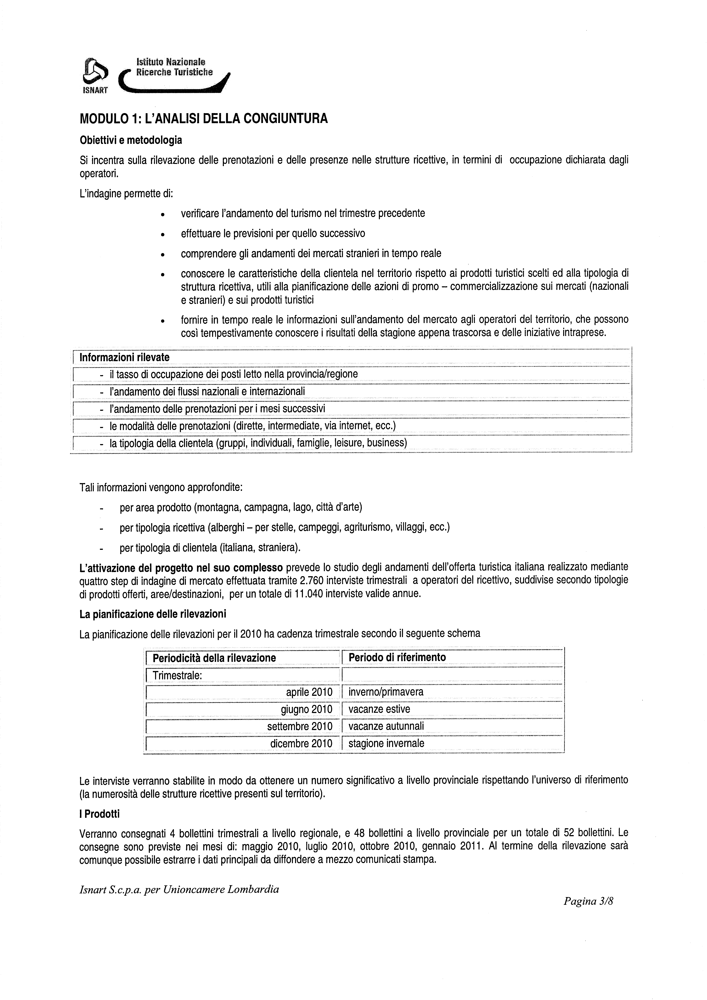 Istituto Nazionale
Ricerche Turistiche
ISNART
MODULO 1: L'ANALISI DELLA CONGIUNTURA
Obiettivi e metodologia
Si incentra sulla rilevazione delle prenotazioni e delle presenze nelle strutture ricettive, in termini di occupazione dichiarata dagli
operatori.
L'indagine permette di:
• verificare l'andamento del turismo nel trimestre precedente
• effettuare le previsioni per quello successivo
• comprendere gli andamenti dei mercati stranieri in tempo reale
• conoscere le caratteristiche della clientela nel territorio rispetto ai prodotti turistici scelti ed alla tipologia di
struttura ricettiva, utili alla pianificazione delle azioni di promo – commercializzazione sui mercati (nazionali
e stranieri) e sui prodotti turistici
• fornire in tempo reale le informazioni sull'andamento del mercato agli operatori del territorio, che possono
così tempestivamente conoscere i risultati della stagione appena trascorsa e delle iniziative intraprese.
Informazioni rilevate
- il tasso di occupazione dei posti letto nella provincia/regione
- l'andamento dei flussi nazionali e internazionali
- l'andamento delle prenotazioni per i mesi successivi
- le modalità delle prenotazioni (dirette, intermediate, via internet, ecc.)
- la tipologia della clientela (gruppi, individuali, famiglie, leisure, business)
Tali informazioni vengono approfondite:
- per area prodotto (montagna, campagna, lago, città d'arte)
- per tipologia ricettiva (alberghi – per stelle, campeggi, agriturismo, villaggi, ecc.)
- per tipologia di clientela (italiana, straniera).
L'attivazione del progetto nel suo complesso prevede lo studio degli andamenti dell'offerta turistica italiana realizzato mediante
quattro step di indagine di mercato effettuata tramite 2.760 interviste trimestrali a operatori del ricettivo, suddivise secondo tipologie
di prodotti offerti, aree/destinazioni, per un totale di 11.040 interviste valide annue.
La pianificazione delle rilevazioni
La pianificazione delle rilevazioni per il 2010 ha cadenza trimestrale secondo il seguente schema
Periodicità della rilevazione Periodo di riferimento
Trimestrale:
aprile 2010 inverno/primavera
giugno 2010 vacanze estive
settembre 2010 vacanze autunnali
dicembre 2010 stagione invernale
Le interviste verranno stabilite in modo da ottenere un numero significativo a livello provinciale rispettando l'universo di riferimento
(la numerosità delle strutture ricettive presenti sul territorio).
I Prodotti
Verranno consegnati 4 bollettini trimestrali a livello regionale, e 48 bollettini a livello provinciale per un totale di 52 bollettini. Le
consegne sono previste nei mesi di: maggio 2010, luglio 2010, ottobre 2010, gennaio 2011. Al termine della rilevazione sarà
comunque possibile estrarre i dati principali da diffondere a mezzo comunicati stampa.
Isnart S.c.p.a. per Unioncamere Lombardia
Pagina 3/8